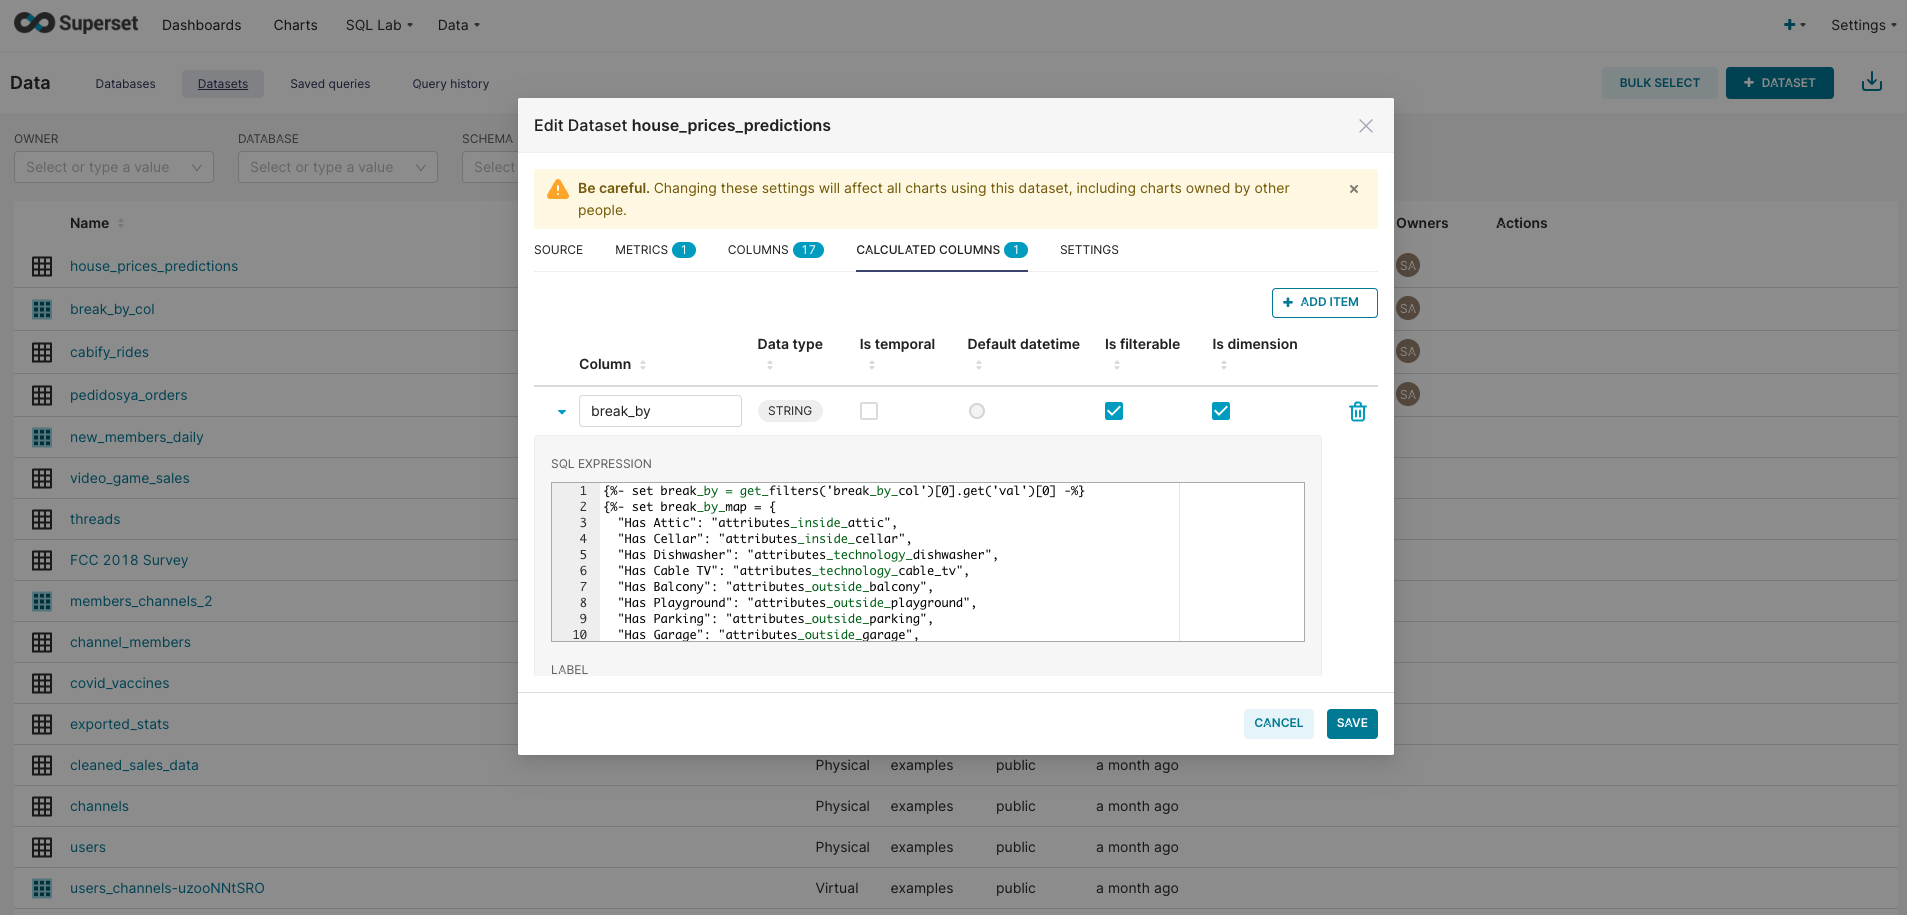 Superset Dashboards Charts SQL Lab Data Settings
Data Databases Datasets Saved queries Query history BULK SELECT + DATASET
OWNER DATABASE SCHEMA
Select or type a value Select or type a value Select
Name Owners Actions
house_prices_predictions SA
break_by_col SA
cabify_rides SA
pedidosya_orders SA
new_members_daily
video_game_sales
threads
FCC 2018 Survey
members_channels_2
channel_members
covid_vaccines
exported_stats
cleaned_sales_data Physical examples public a month ago
channels Physical examples public a month ago
users Physical examples public a month ago
users_channels-uzooNNtSRO Virtual examples public a month ago
Edit Dataset house_prices_predictions
Be careful. Changing these settings will affect all charts using this dataset, including charts owned by other
people.
SOURCE METRICS 1 COLUMNS 17 CALCULATED COLUMNS 1 SETTINGS
+ ADD ITEM
Column Data type Is temporal Default datetime Is filterable Is dimension
break_by STRING
SQL EXPRESSION
1 {%- set break_by = get_filters('break_by_col')[0].get('val')[0] -%}
2 {%- set break_by_map = {
3 "Has Attic": "attributes_inside_attic",
4 "Has Cellar": "attributes_inside_cellar",
5 "Has Dishwasher": "attributes_technology_dishwasher",
6 "Has Cable TV": "attributes_technology_cable_tv",
7 "Has Balcony": "attributes_outside_balcony",
8 "Has Playground": "attributes_outside_playground",
9 "Has Parking": "attributes_outside_parking",
10 "Has Garage": "attributes_outside_garage",
LABEL
CANCEL SAVE